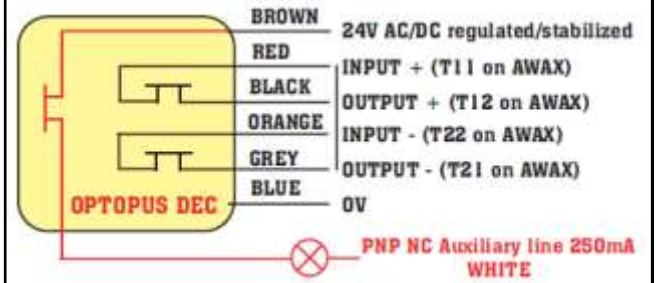 BROWN 24V AC/DC regulated/stabilized
RED INPUT + (T11 on AWAX)
BLACK OUTPUT + (T12 on AWAX)
ORANGE INPUT - (T22 on AWAX)
GREY OUTPUT - (T21 on AWAX)
BLUE 0V
OPTOPUS DEC
PNP NC Auxiliary line 250mA
WHITE